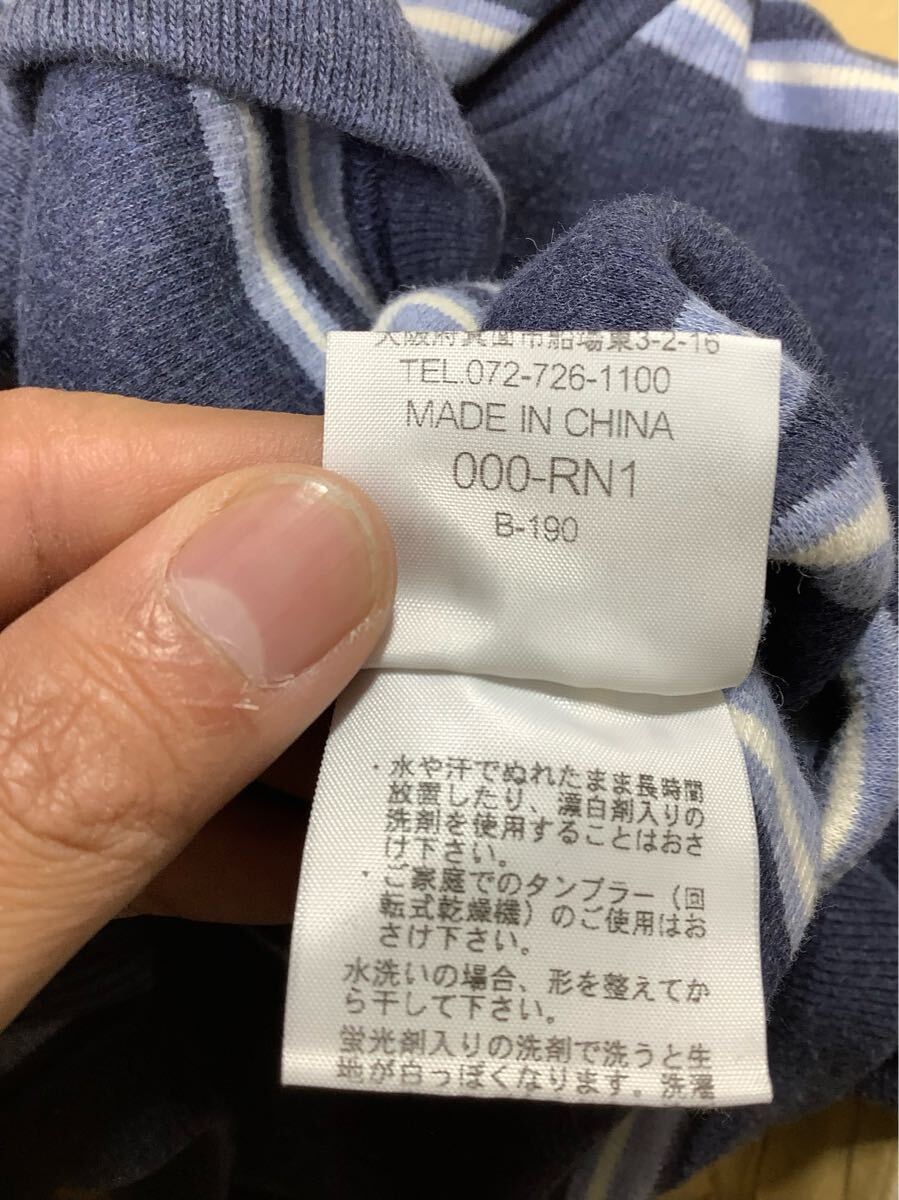 大阪府箕面市船場東3-2-16
TEL.072-726-1100
MADE IN CHINA
000-RN1
B-190
・水や汗でぬれたまま長時間
放置したり、漂白剤入りの
洗剤を使用することはおさ
け下さい。
・ご家庭でのタンブラー（回
転式乾燥機）のご使用はお
さけ下さい。
水洗いの場合、形を整えてか
ら干して下さい。
蛍光剤入りの洗剤で洗うと生
地が白っぽくなります。洗濯